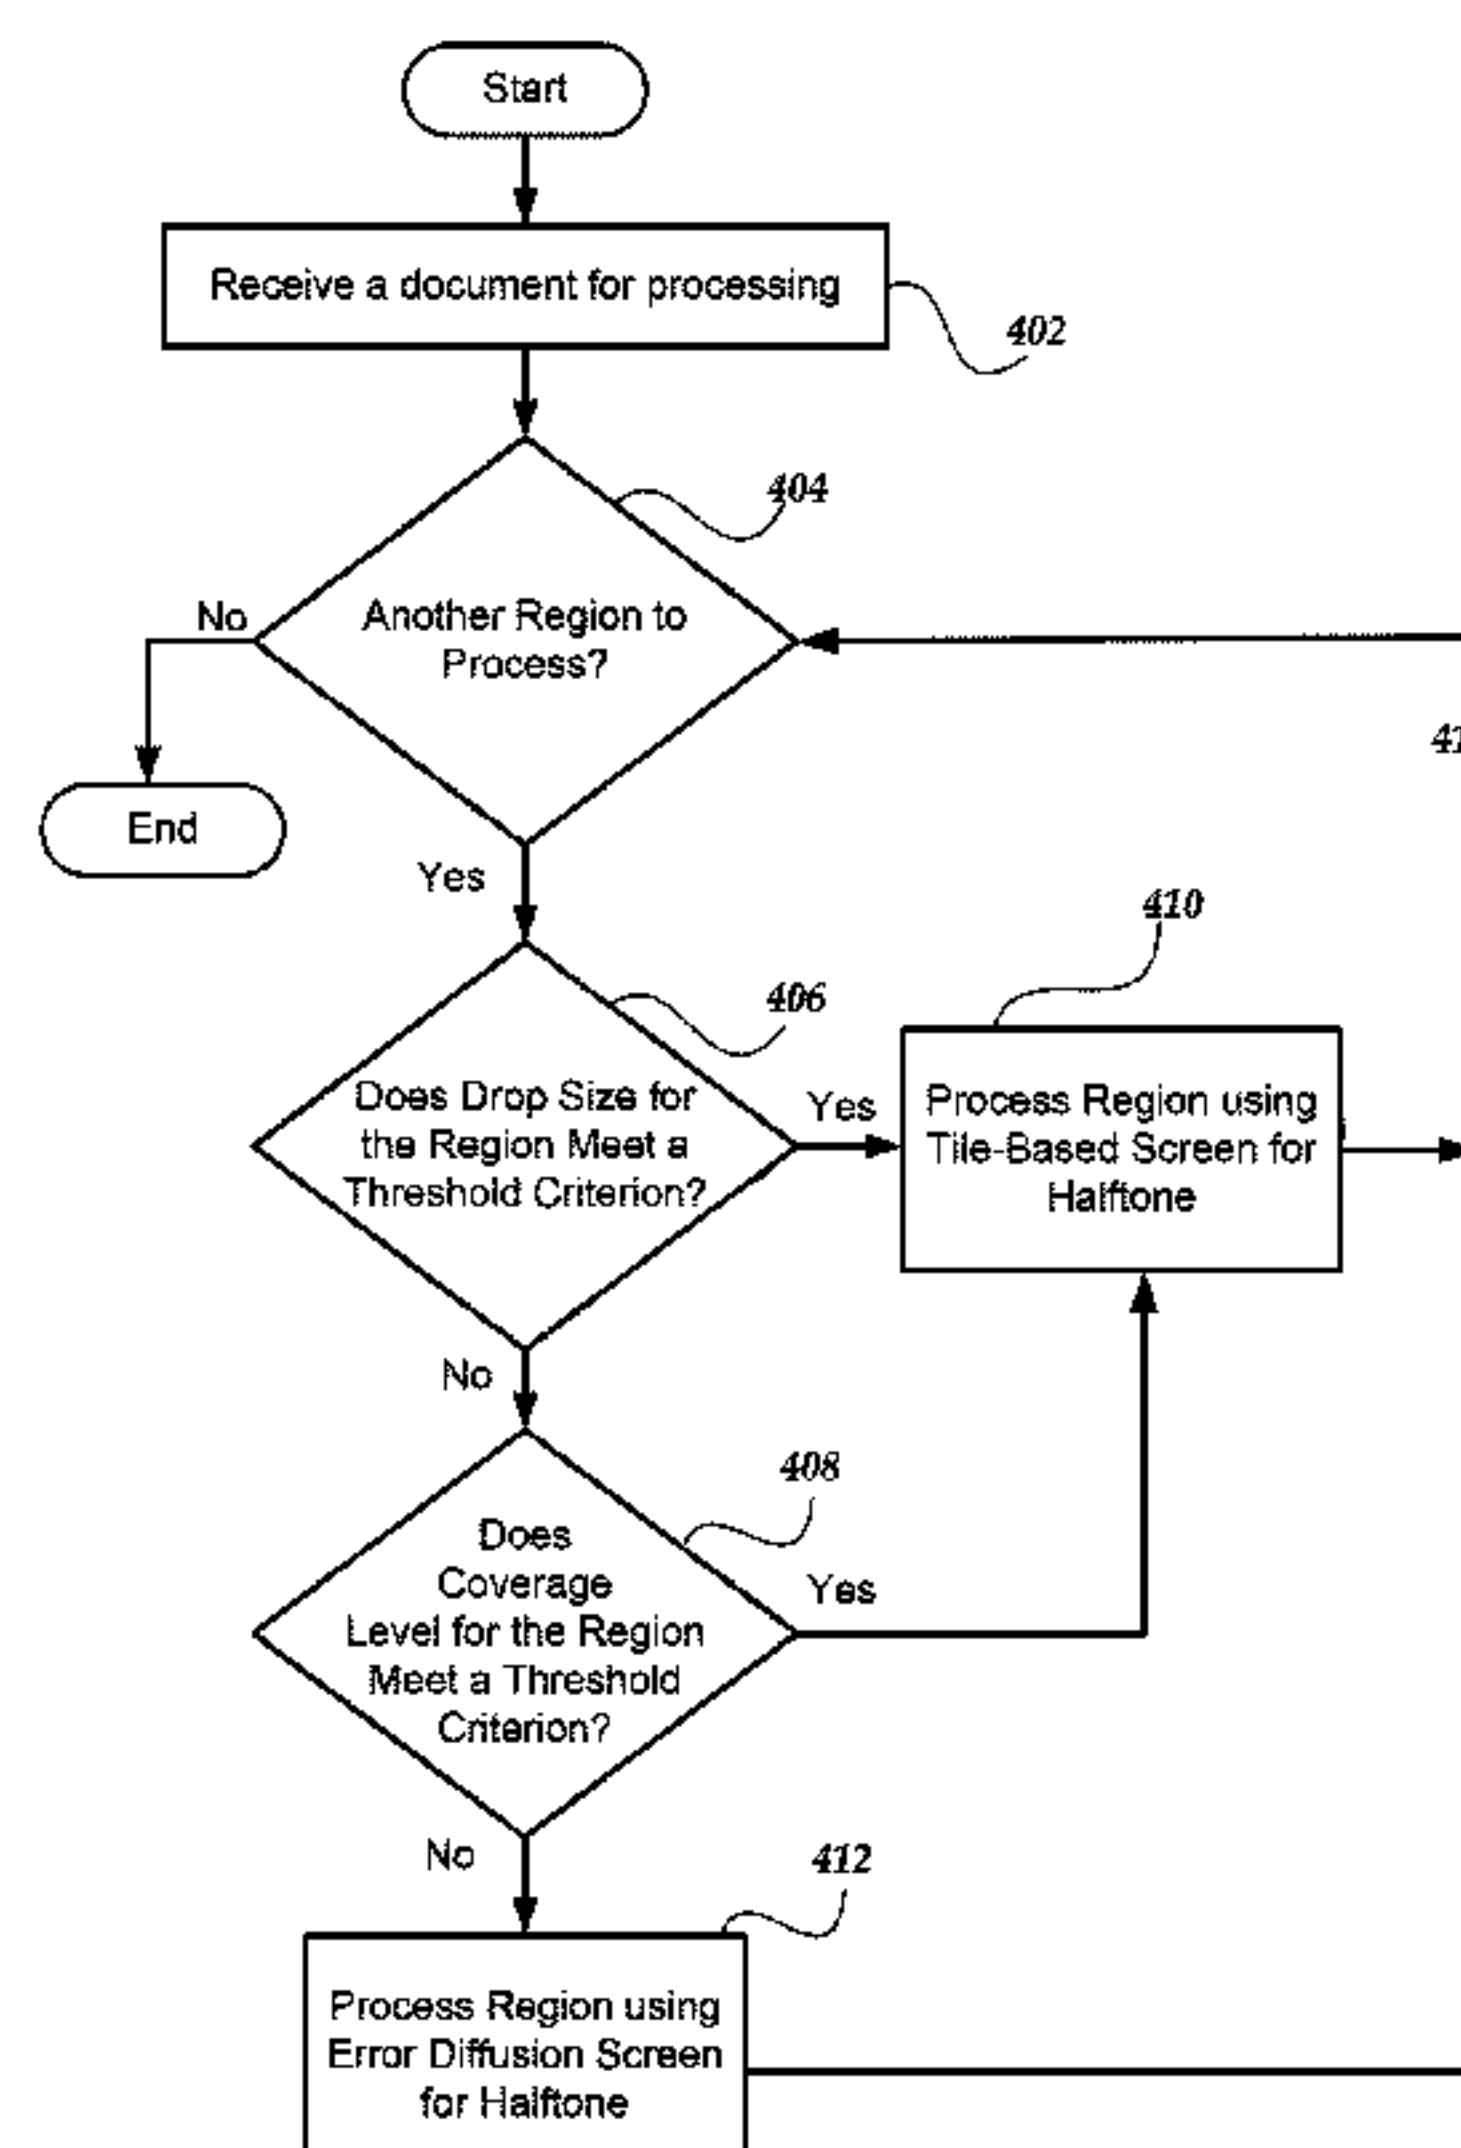 Start
Receive a document for processing
402
404
No
Another Region to
Process?
End
Yes
410
406
Does Drop Size for
the Region Meet a
Threshold Criterion?
Yes
Process Region using
Tile-Based Screen for
Halftone
No
408
Does
Coverage
Level for the Region
Meet a Threshold
Criterion?
Yes
No
412
Process Region using
Error Diffusion Screen
for Halftone